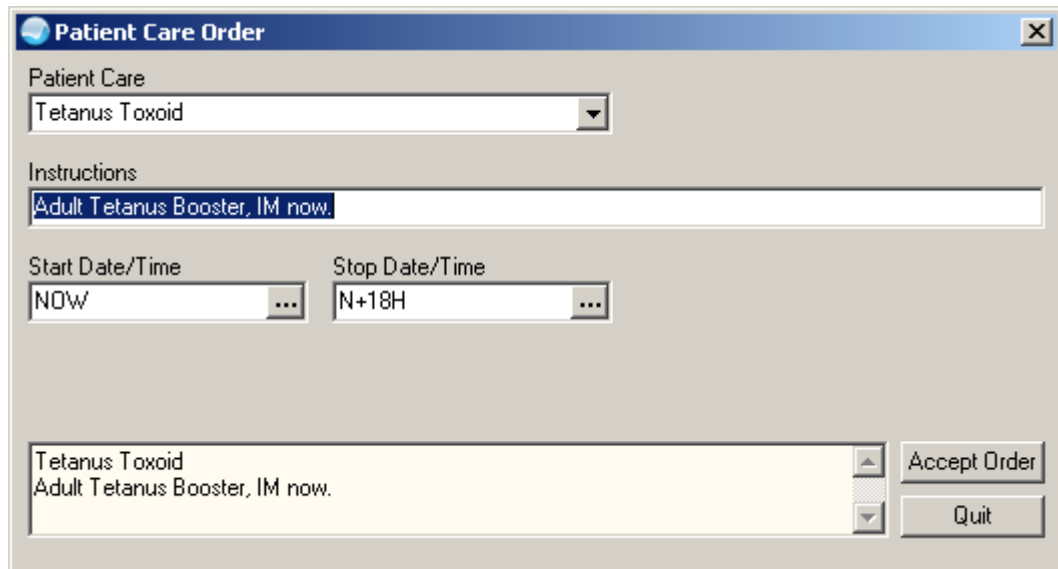 Patient Care Order
Patient Care
Tetanus Toxoid
Instructions
Adult Tetanus Booster, IM now.
Start Date/Time Stop Date/Time
NOW ... N+18H ...
Tetanus Toxoid
Adult Tetanus Booster, IM now.
Accept Order
Quit